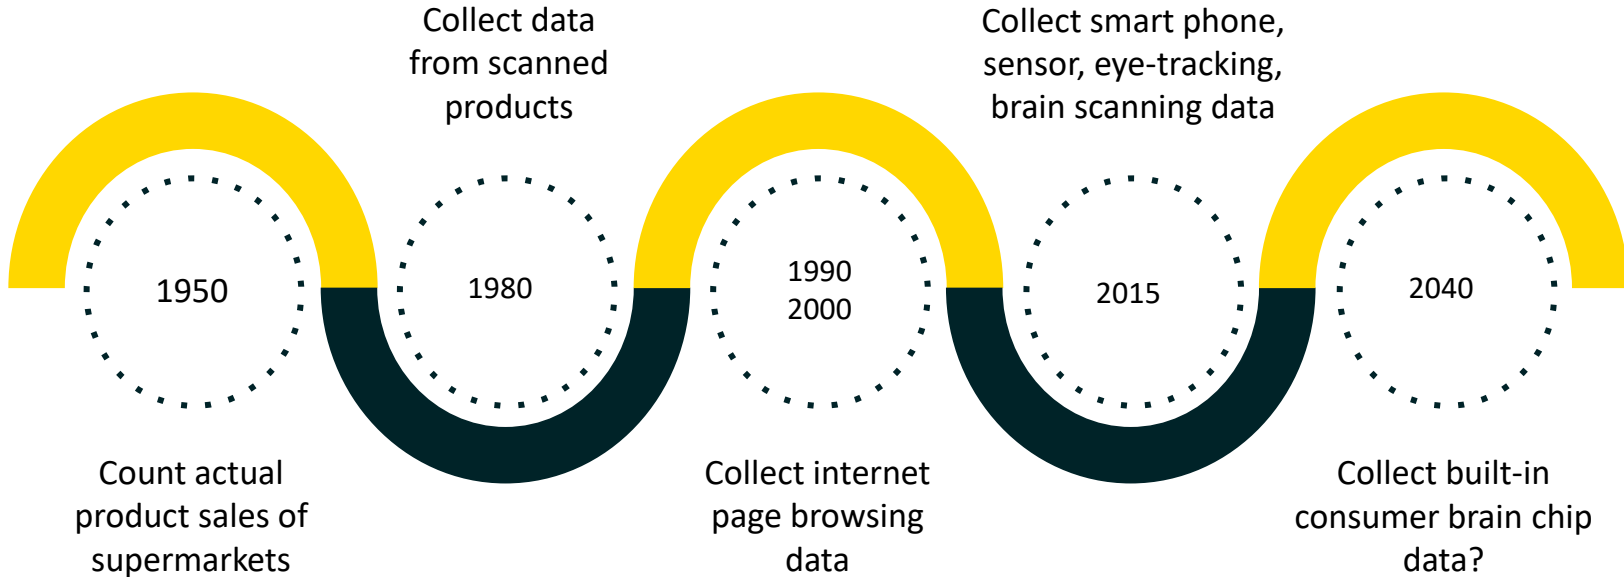 1950
Count actual
product sales of
supermarkets
Collect data
from scanned
products
1980
1990
2000
Collect internet
page browsing
data
Collect smart phone,
sensor, eye-tracking,
brain scanning data
2015
2040
Collect built-in
consumer brain chip
data?